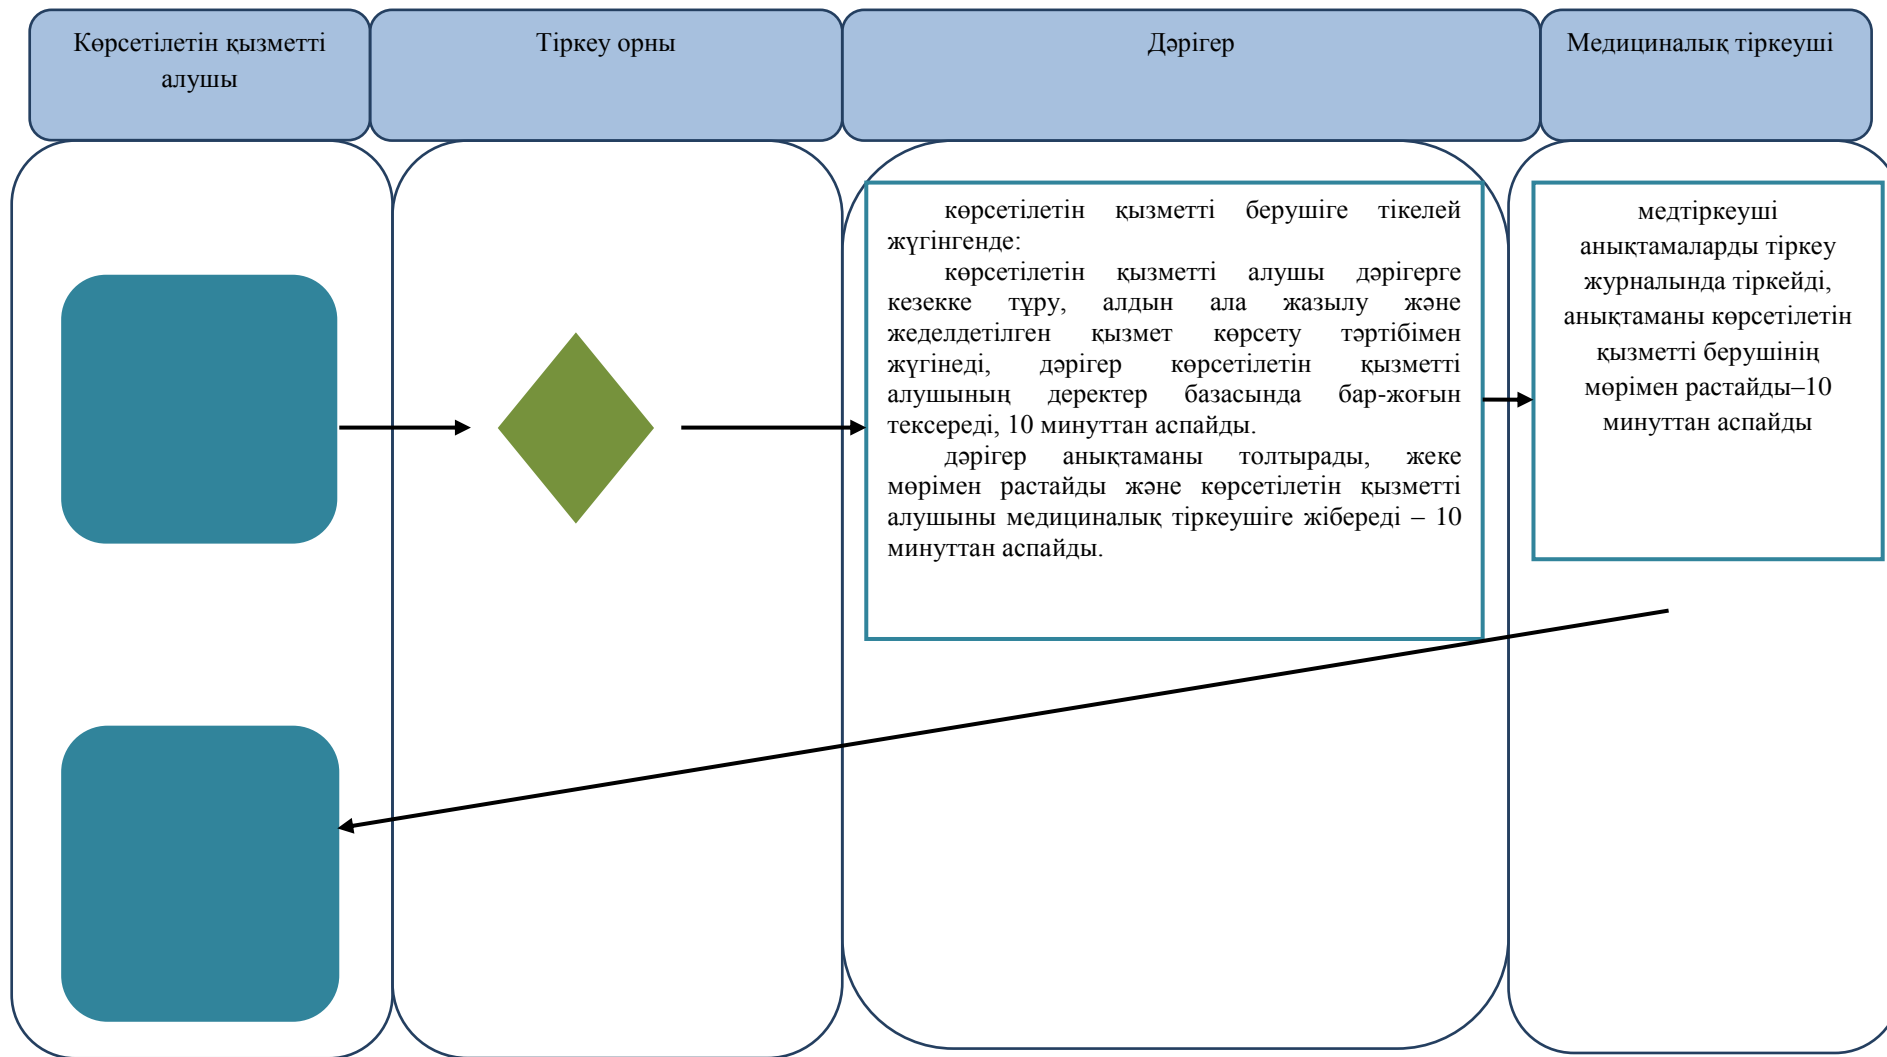 Көрсетілетін қызметті
алушы
Тіркеу орны
Дәрігер
Медициналық тіркеуші
көрсетілетін қызметті берушіге тікелей
жүгінгенде:
көрсетілетін қызметті алушы дәрігерге
кезекке тұру, алдын ала жазылу және
жеделдетілген қызмет көрсету тәртібімен
жүгінеді, дәрігер көрсетілетін қызметті
алушының деректер базасында бар-жоғын
тексереді, 10 минуттан аспайды.
дәрігер анықтаманы толтырады, жеке
мөрімен растайды және көрсетілетін қызметті
алушыны медициналық тіркеушіге жібереді – 10
минуттан аспайды.
медтіркеуші
анықтамаларды тіркеу
журналында тіркейді,
анықтаманы көрсетілетін
қызметті берушінің
мөрімен растайды–10
минуттан аспайды